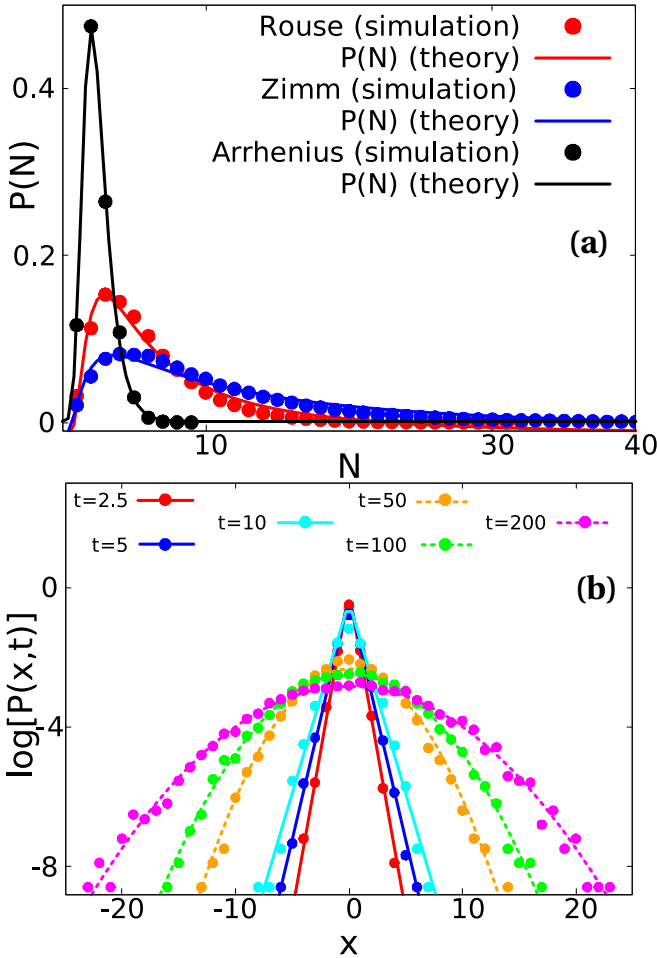 Rouse (simulation)
P(N) (theory)
Zimm (simulation)
P(N) (theory)
Arrhenius (simulation)
P(N) (theory)
0.4
0.2
0
P(N)
(a)
10
30
40
N
t=2.5
t=50
t=10
t=200
t=5
t=100
0
-4
-8
log[P(x,t)]
(b)
-20
-10
0
10
20
x